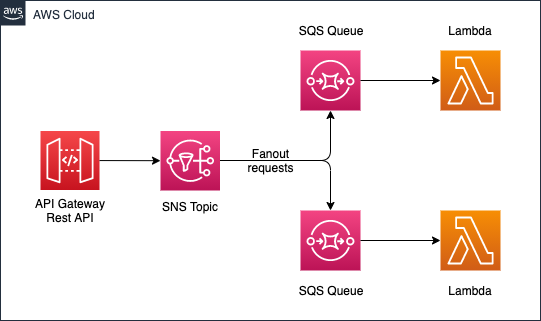 aws
AWS Cloud
SQS Queue
Lambda
Fanout
requests
API Gateway
Rest API
SNS Topic
SQS Queue
Lambda